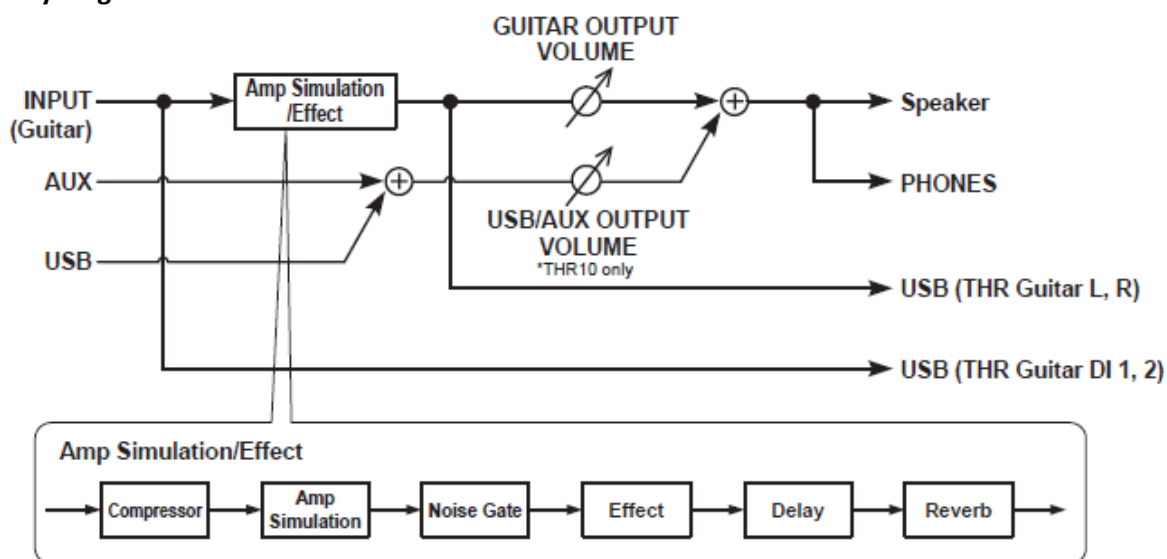 GUITAR OUTPUT
VOLUME
INPUT
(Guitar)
Amp Simulation
/Effect
Speaker
AUX
PHONES
USB/AUX OUTPUT
VOLUME
*THR10 only
USB
USB (THR Guitar L, R)
USB (THR Guitar DI 1, 2)
Amp Simulation/Effect
Compressor
Amp
Simulation
Noise Gate
Effect
Delay
Reverb